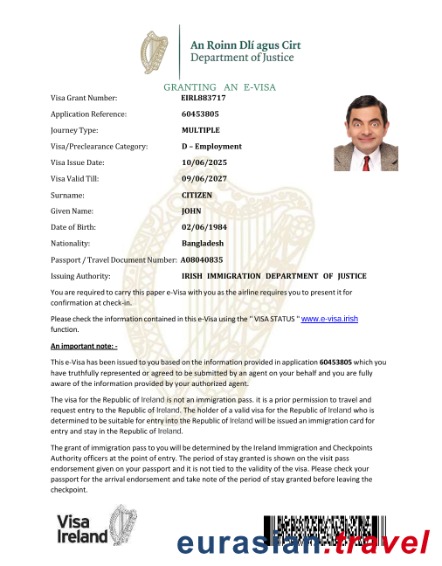 An Roinn Dlí agus Cirt
Department of Justice
GRANTING AN E-VISA
Visa Grant Number: EIRL883717
Application Reference: 60453805
Journey Type: MULTIPLE
Visa/Preclearance Category: D – Employment
Visa Issue Date: 10/06/2025
Visa Valid Till: 09/06/2027
Surname: CITIZEN
Given Name: JOHN
Date of Birth: 02/06/1984
Nationality: Bangladesh
Passport / Travel Document Number: A08040835
Issuing Authority: IRISH IMMIGRATION DEPARTMENT OF JUSTICE
You are required to carry this paper e-Visa with you as the airline requires you to present it for
confirmation at check-in.
Please check the information contained in this e-Visa using the " VISA STATUS " www.e-visa.irish
function.
An important note: -
This e-Visa has been issued to you based on the information provided in application 60453805 which you
have truthfully represented or agreed to be submitted by an agent on your behalf and you are fully
aware of the information provided by your authorized agent.
The visa for the Republic of Ireland is not an immigration pass. it is a prior permission to travel and
request entry to the Republic of Ireland. The holder of a valid visa for the Republic of Ireland who is
determined to be suitable for entry into the Republic of Ireland will be issued an immigration card for
entry and stay in the Republic of Ireland.
The grant of immigration pass to you will be determined by the Ireland Immigration and Checkpoints
Authority officers at the point of entry. The period of stay granted is shown on the visit pass
endorsement given on your passport and it is not tied to the validity of the visa. Please check your
passport for the arrival endorsement and take note of the period of stay granted before leaving the
checkpoint.
Visa
Ireland
eurasian.travel